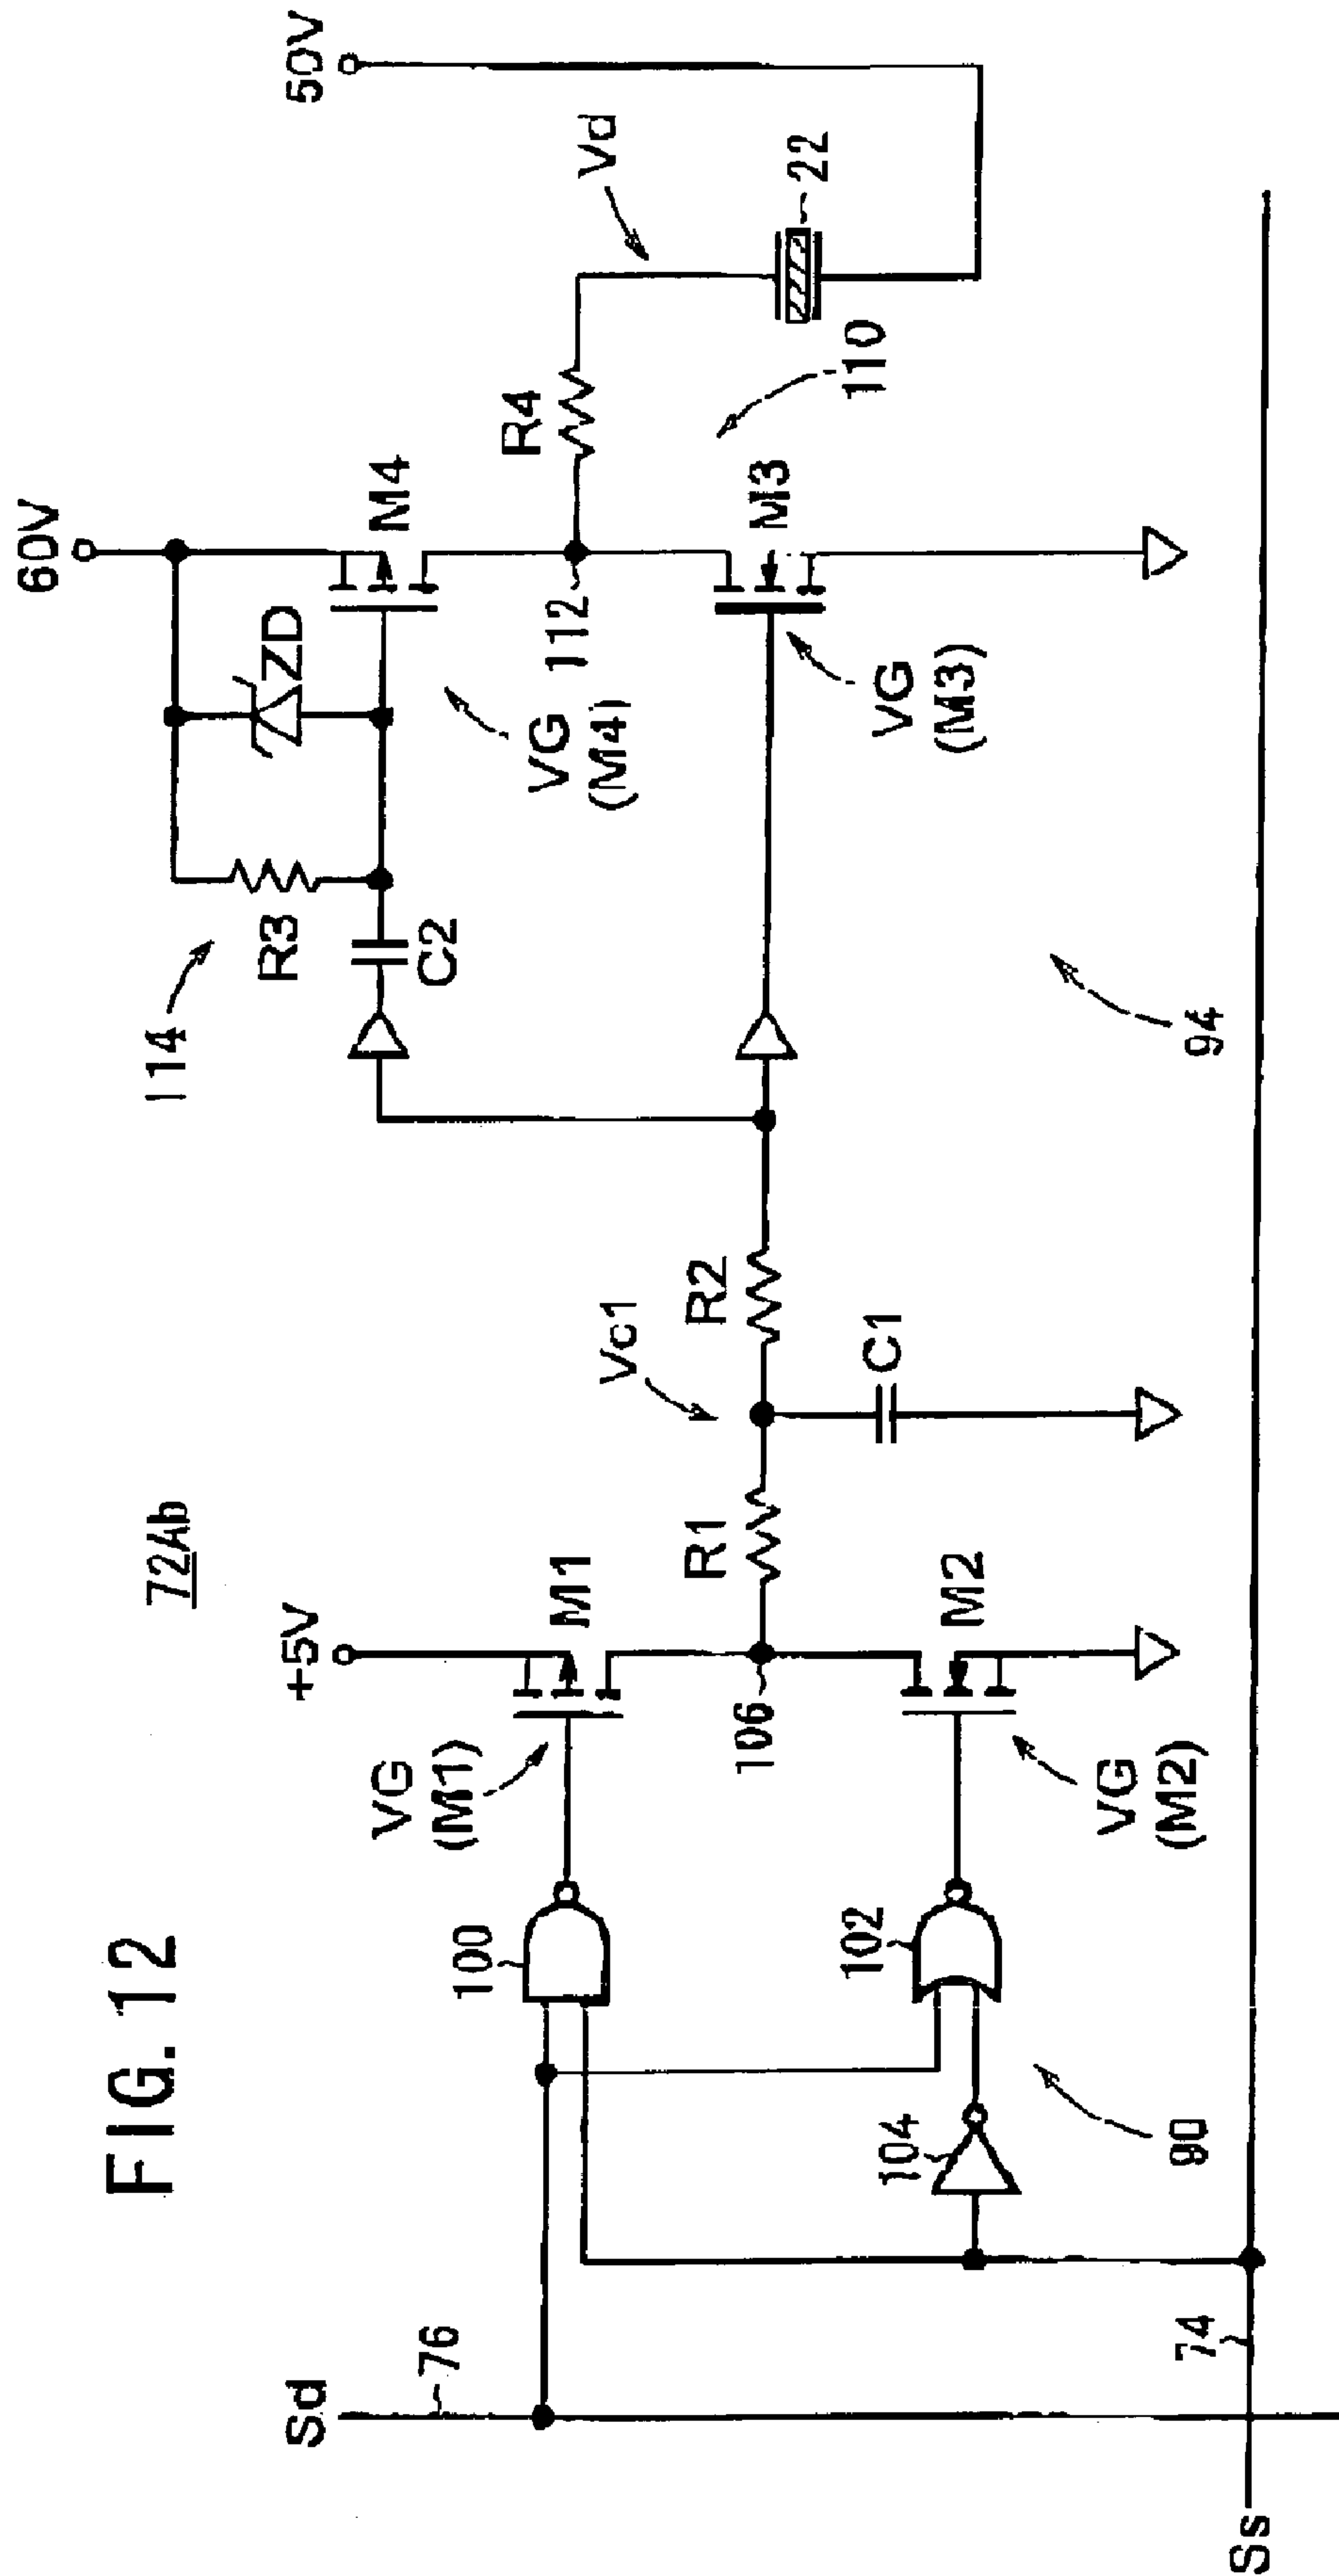 FIG. 12
72Ab
Sd
76
Ss
74
100
102
104
90
VG
(M1)
VG
(M2)
+5V
M1
M2
106
R1
Vc1
R2
C1
114
R3
C2
ZD
60V
M4
VG
(M4)
112
R4
M3
VG
(M3)
110
94
Vd
22
50V